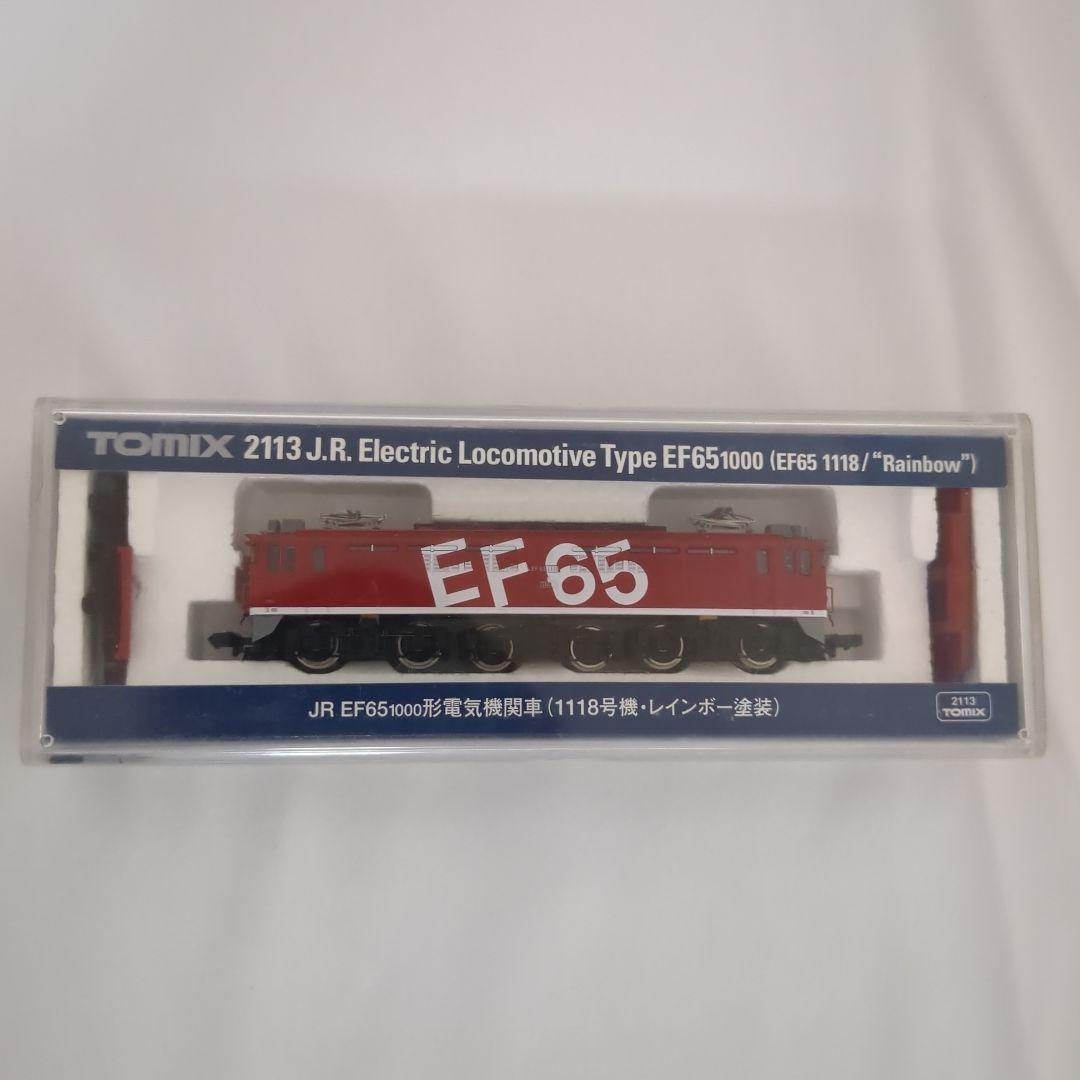 TOMIX 2113 J.R. Electric Locomotive Type EF651000 (EF65 1118/"Rainbow")
EF65
JR EF651000形電気機関車(1118号機・レインボー塗装)
2113
TOMIX